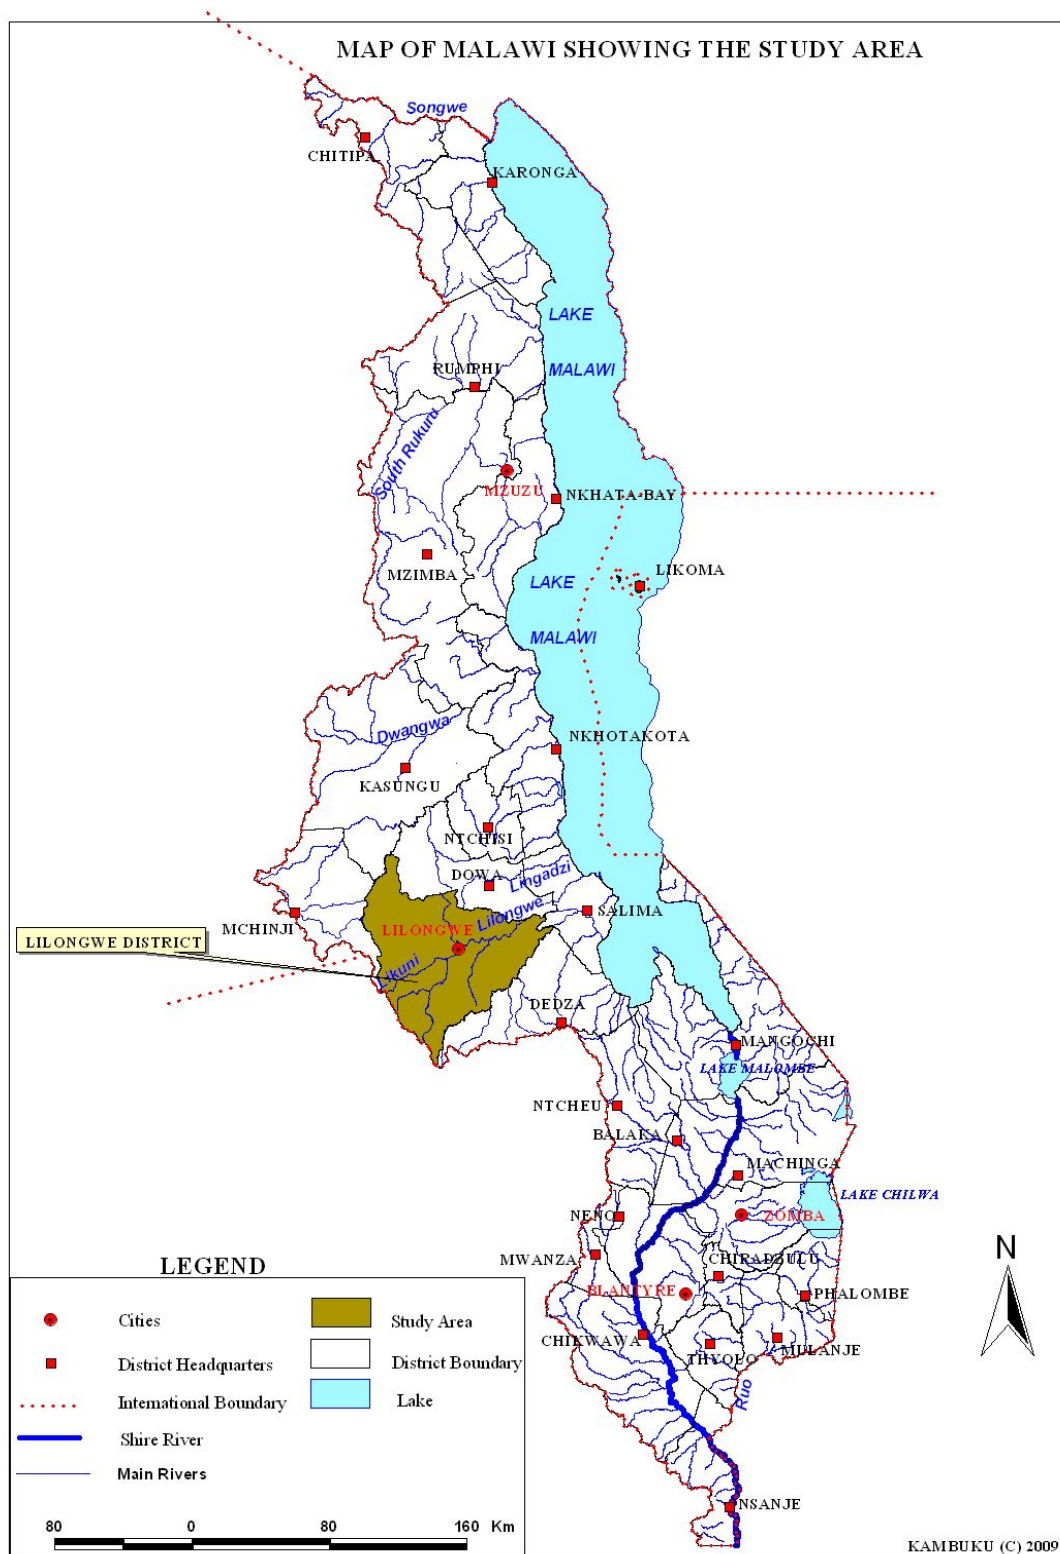 MAP OF MALAWI SHOWING THE STUDY AREA
Songwe
CHITIPA
KARONGA
LAKE
MALAWI
RUMPHI
South Rukuru
MZUZU
NKHATA-BAY
MZIMBA
LAKE
LIKOMA
MALAWI
Dwangwa
NKHOTAKOTA
KASUNGU
NTCHISI
DOWA
Lingadzi
Lilongwe
SALIMA
MCHINJI
LILONGWE
LILONGWE DISTRICT
Likuni
DEDZA
MANGOCHI
LAKE MALOMBE
NTCHEU
BALAKA
MACHINGA
LAKE CHILWA
NENO
ZOMBA
MWANZA
CHIRADZULU
BLANTYRE
PHALOMBE
CHIKWAWA
THYOLO
MULANJE
Ruo
NSANJE
N
LEGEND
Cities
District Headquarters
International Boundary
Shire River
Main Rivers
Study Area
District Boundary
Lake
80 0 80 160 Km
KAMBUKU (C) 2009